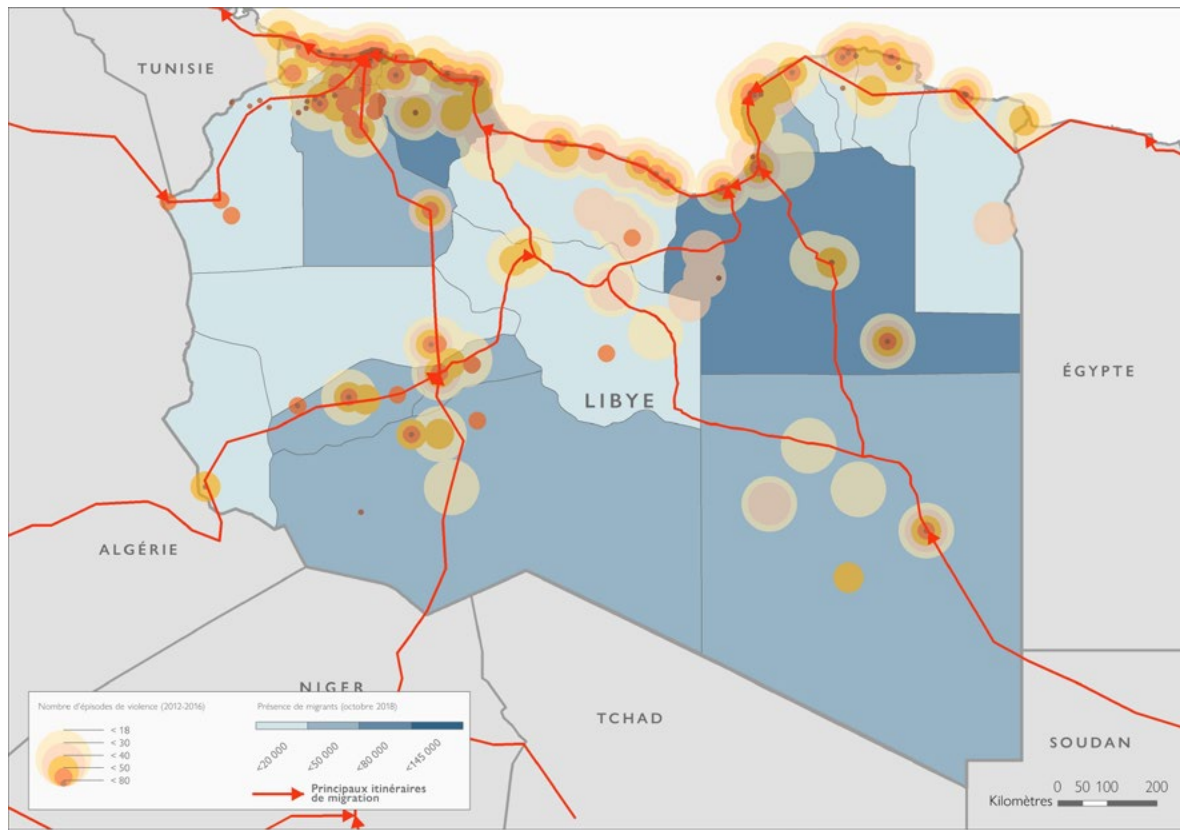 TUNISIE
LIBYE
ÉGYPTE
ALGÉRIE
NIGER
TCHAD
SOUDAN
Nombre d'épisodes de violence (2012-2016)
< 18
< 30
< 40
< 50
< 80
Présence de migrants (octobre 2018)
<20 000
<50 000
<80 000
<145 000
Principaux itinéraires
de migration
Kilomètres
0 50 100 200